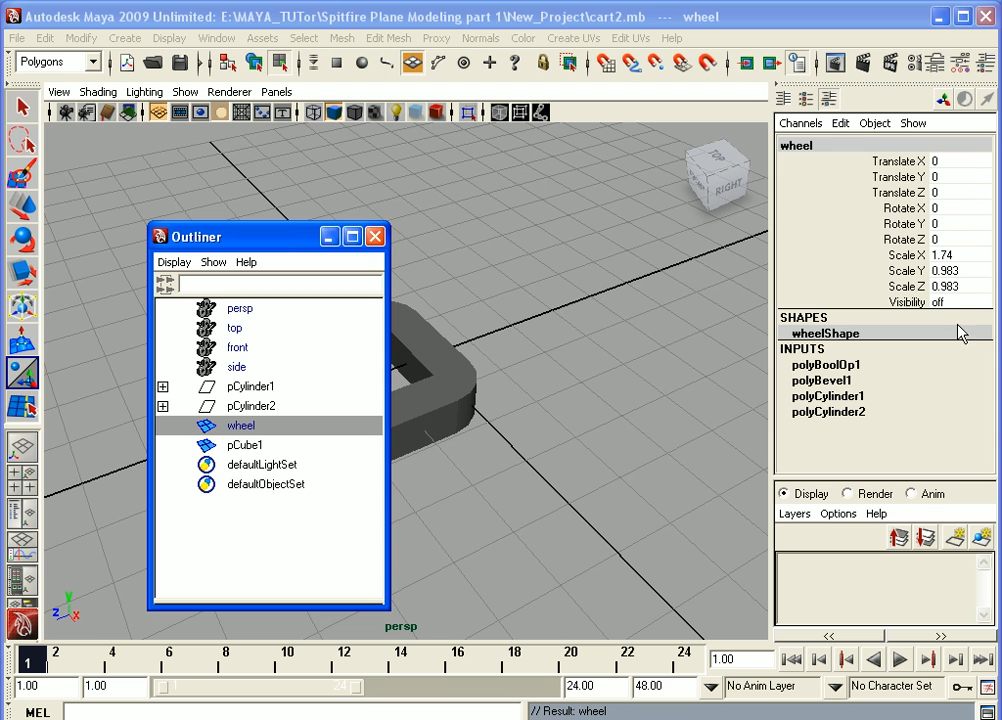 Autodesk Maya 2009 Unlimited: E:\MAYA_TUTor\Spitfire Plane Modeling part 1\New_Project\cart2.mb --- wheel
File Edit Modify Create Display Window Assets Select Mesh Edit Mesh Proxy Normals Color Create UVs Edit UVs Help
Polygons
View Shading Lighting Show Renderer Panels
Channels Edit Object Show
wheel
Translate X 0
Translate Y 0
Translate Z 0
Rotate X 0
Rotate Y 0
Rotate Z 0
Scale X 1.74
Scale Y 0.983
Scale Z 0.983
Visibility off
SHAPES
wheelShape
INPUTS
polyBoolOp1
polyBevel1
polyCylinder1
polyCylinder2
TOP
RIGHT
Outliner
Display Show Help
persp
top
front
side
pCylinder1
pCylinder2
wheel
pCube1
defaultLightSet
defaultObjectSet
Display Render Anim
Layers Options Help
<< >>
y
z x
persp
1 2 4 6 8 10 12 14 16 18 20 22 24
1.00
1.00 1.00 1 24 24.00 48.00 No Anim Layer No Character Set
MEL // Result: wheel